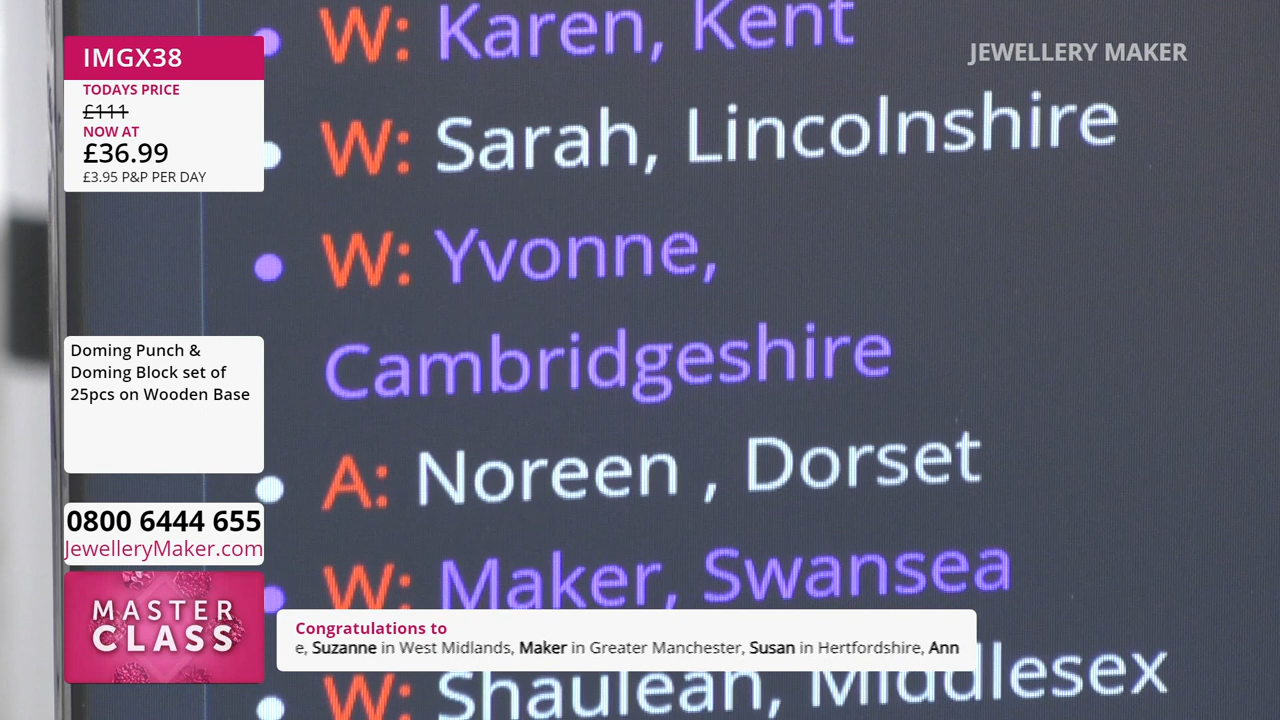 IMGX38
TODAYS PRICE
£111
NOW AT
£36.99
£3.95 P&P PER DAY
JEWELLERY MAKER
W: Karen, Kent
W: Sarah, Lincolnshire
W: Yvonne,
Cambridgeshire
A: Noreen , Dorset
W: Maker, Swansea
W: Shaulean, Middlesex
Doming Punch &
Doming Block set of
25pcs on Wooden Base
0800 6444 655
JewelleryMaker.com
MASTER
CLASS
Congratulations to
e, Suzanne in West Midlands, Maker in Greater Manchester, Susan in Hertfordshire, Ann